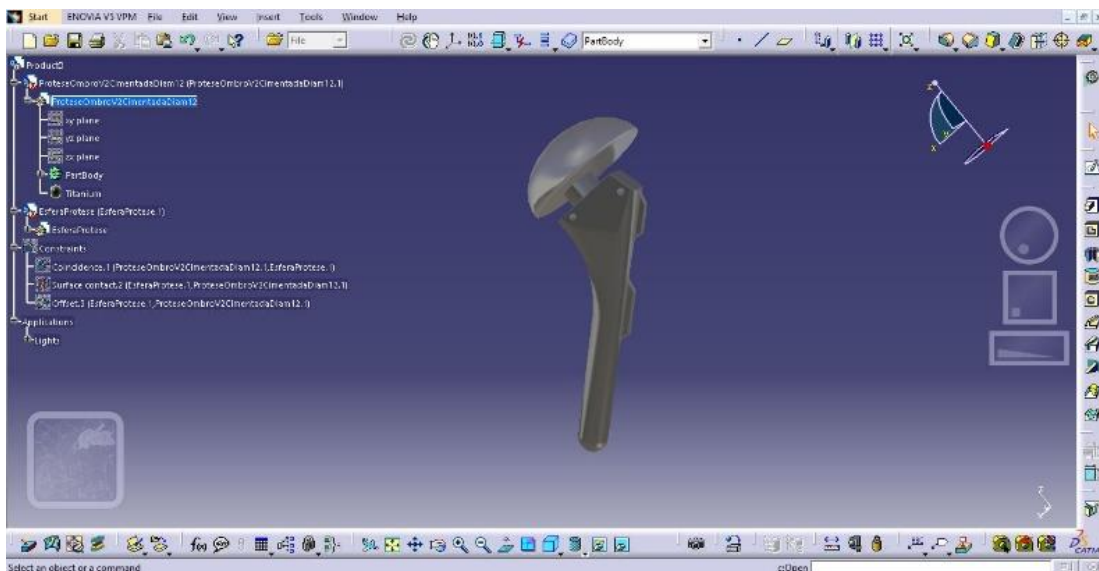 Start ENOVIA V5 VPM File Edit View Insert Tools Window Help
File
PartBody
Product3
ProteseOmbroV2CimentadaDiam12 (ProteseOmbroV2CimentadaDiam12.1)
ProteseOmbroV2CimentadaDiam12
xy plane
yz plane
zx plane
PartBody
Titanium
EsferaProtese (EsferaProtese.1)
EsferaProtese
Constraints
Coincidence.1 (ProteseOmbroV2CimentadaDiam12.1,EsferaProtese.1)
Surface contact.2 (EsferaProtese.1,ProteseOmbroV2CimentadaDiam12.1)
Offset.3 (EsferaProtese.1,ProteseOmbroV2CimentadaDiam12.1)
Applications
Lights
z
x
y
z
f(x)
CATIA
Select an object or a command
c:Open